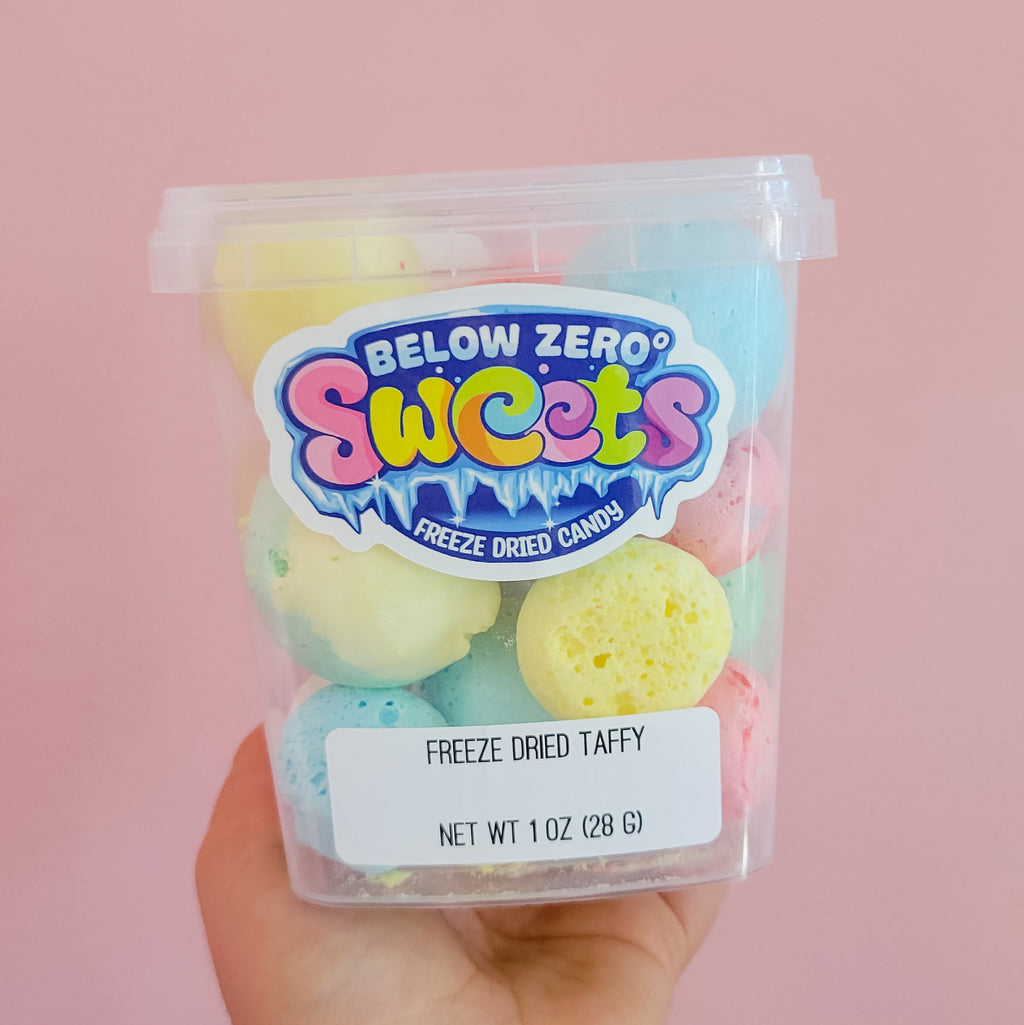 BELOW ZERO°
Sweets
FREEZE DRIED CANDY
FREEZE DRIED TAFFY
NET WT 1 OZ (28 G)